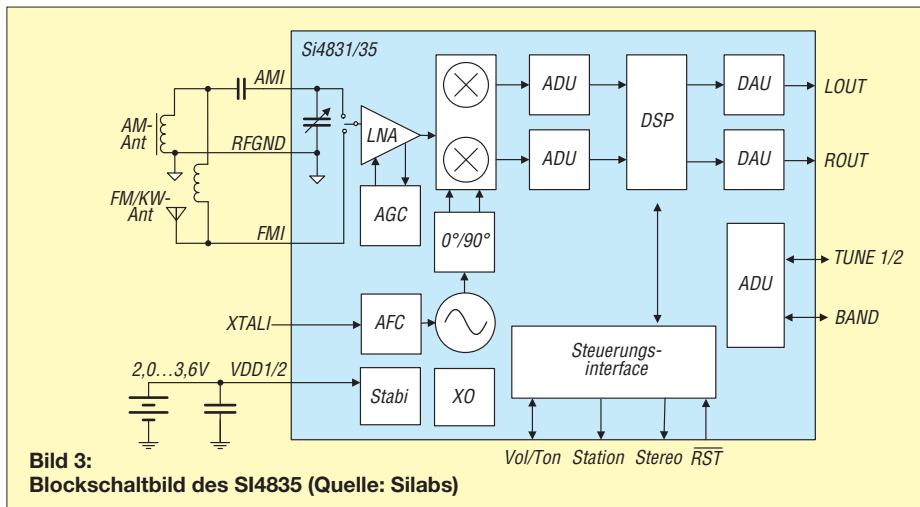 Si4831/35
AMI
AM-
Ant
RFGND
FM/KW-
Ant
FMI
LNA
AGC
0°/90°
ADU
ADU
DSP
DAU
DAU
LOUT
ROUT
ADU
TUNE 1/2
BAND
XTALI
AFC
2,0...3,6V
VDD1/2
Stabi
XO
Steuerungs-
interface
Vol/Ton
Station
Stereo
RST
Bild 3:
Blockschaltbild des SI4835 (Quelle: Silabs)